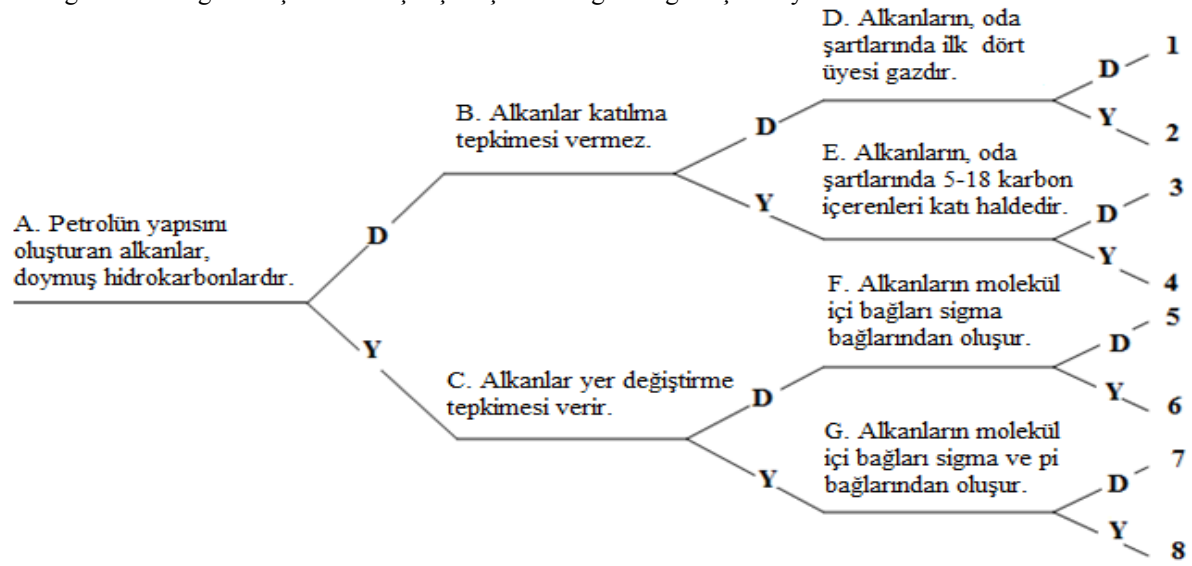 D. Alkanların, oda
şartlarında ilk dört
üyesi gazdır.
D
1
Y
2
B. Alkanlar katılma
tepkimesi vermez.
D
Y
E. Alkanların, oda
şartlarında 5-18 karbon
içerenleri katı haldedir.
D
3
Y
4
A. Petrolün yapısını
oluşturan alkanlar,
doymuş hidrokarbonlardır.
D
Y
F. Alkanların molekül
içi bağları sigma
bağlarından oluşur.
D
5
Y
6
C. Alkanlar yer değiştirme
tepkimesi verir.
D
Y
G. Alkanların molekül
içi bağları sigma ve pi
bağlarından oluşur.
D
7
Y
8